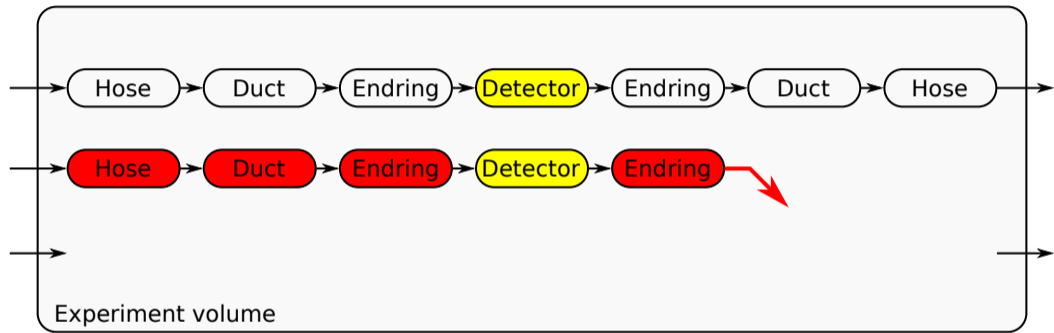 Hose Duct Endring Detector Endring Duct Hose
Hose Duct Endring Detector Endring
Experiment volume